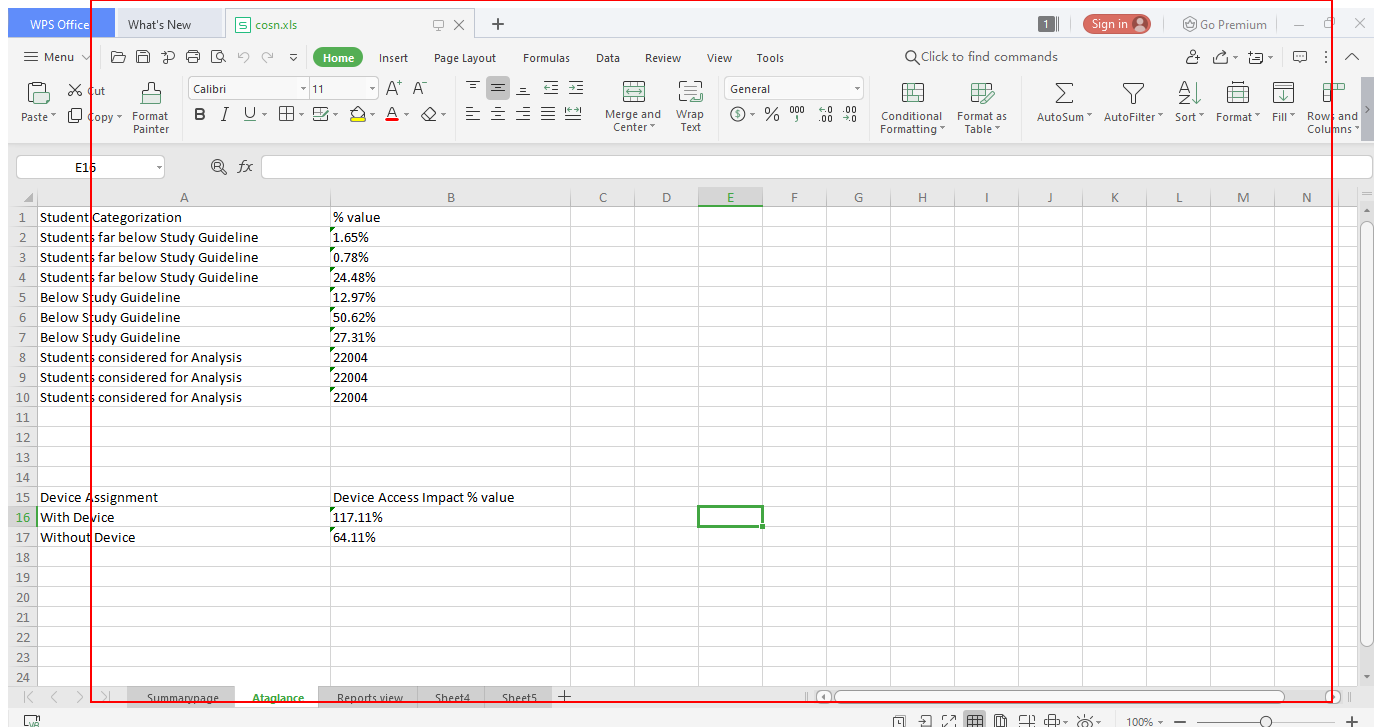 WPS Office What's New cosn.xls 1 Sign in Go Premium
Menu Home Insert Page Layout Formulas Data Review View Tools Click to find commands
Paste Cut Copy Format Painter Calibri 11 A+ A- B I U A Merge and Center Wrap Text General % 000 .00 .00 Conditional Formatting Format as Table AutoSum AutoFilter Sort Format Fill Rows and Columns
E16 fx
A B C D E F G H I J K L M N
1 Student Categorization % value
2 Students far below Study Guideline 1.65%
3 Students far below Study Guideline 0.78%
4 Students far below Study Guideline 24.48%
5 Below Study Guideline 12.97%
6 Below Study Guideline 50.62%
7 Below Study Guideline 27.31%
8 Students considered for Analysis 22004
9 Students considered for Analysis 22004
10 Students considered for Analysis 22004
11
12
13
14
15 Device Assignment Device Access Impact % value
16 With Device 117.11%
17 Without Device 64.11%
18
19
20
21
22
23
24
Summarypage Ataglance Reports view Sheet4 Sheet5
100%